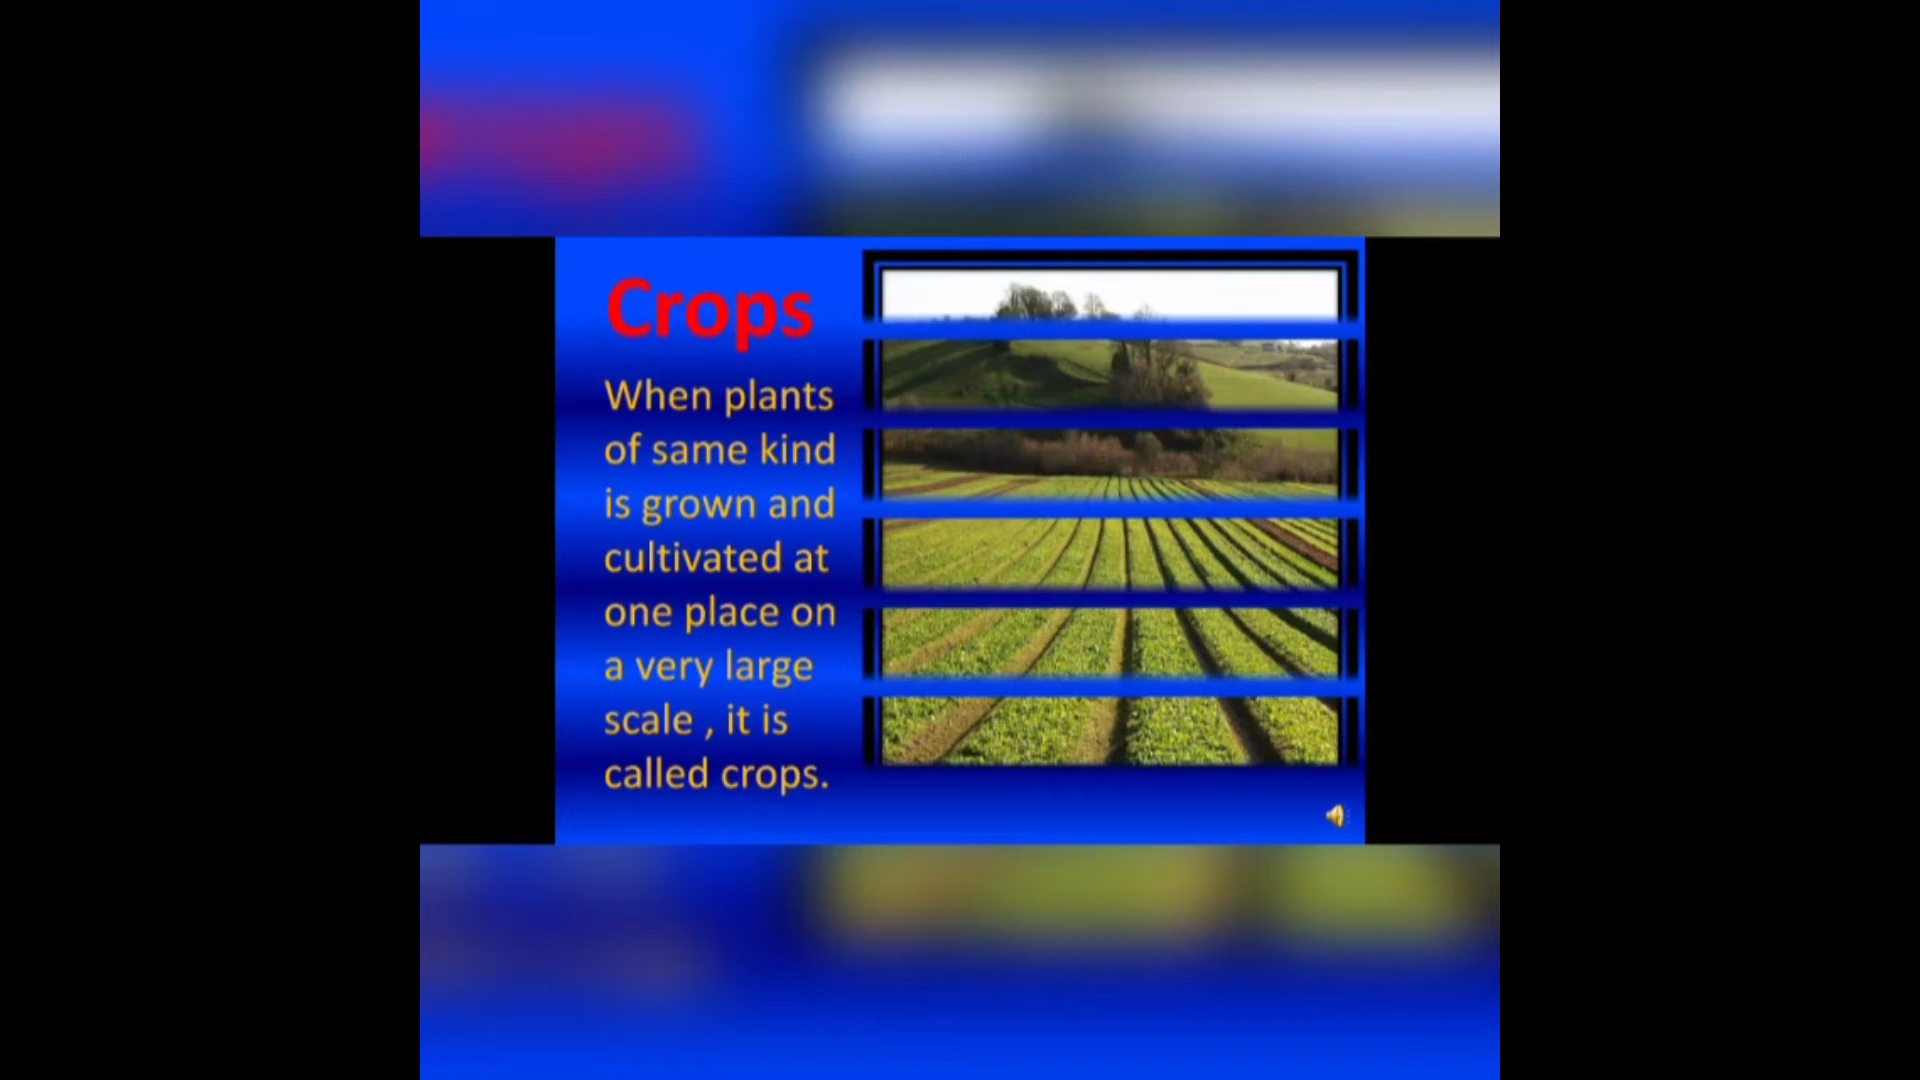 Crops
When plants
of same kind
is grown and
cultivated at
one place on
a very large
scale , it is
called crops.